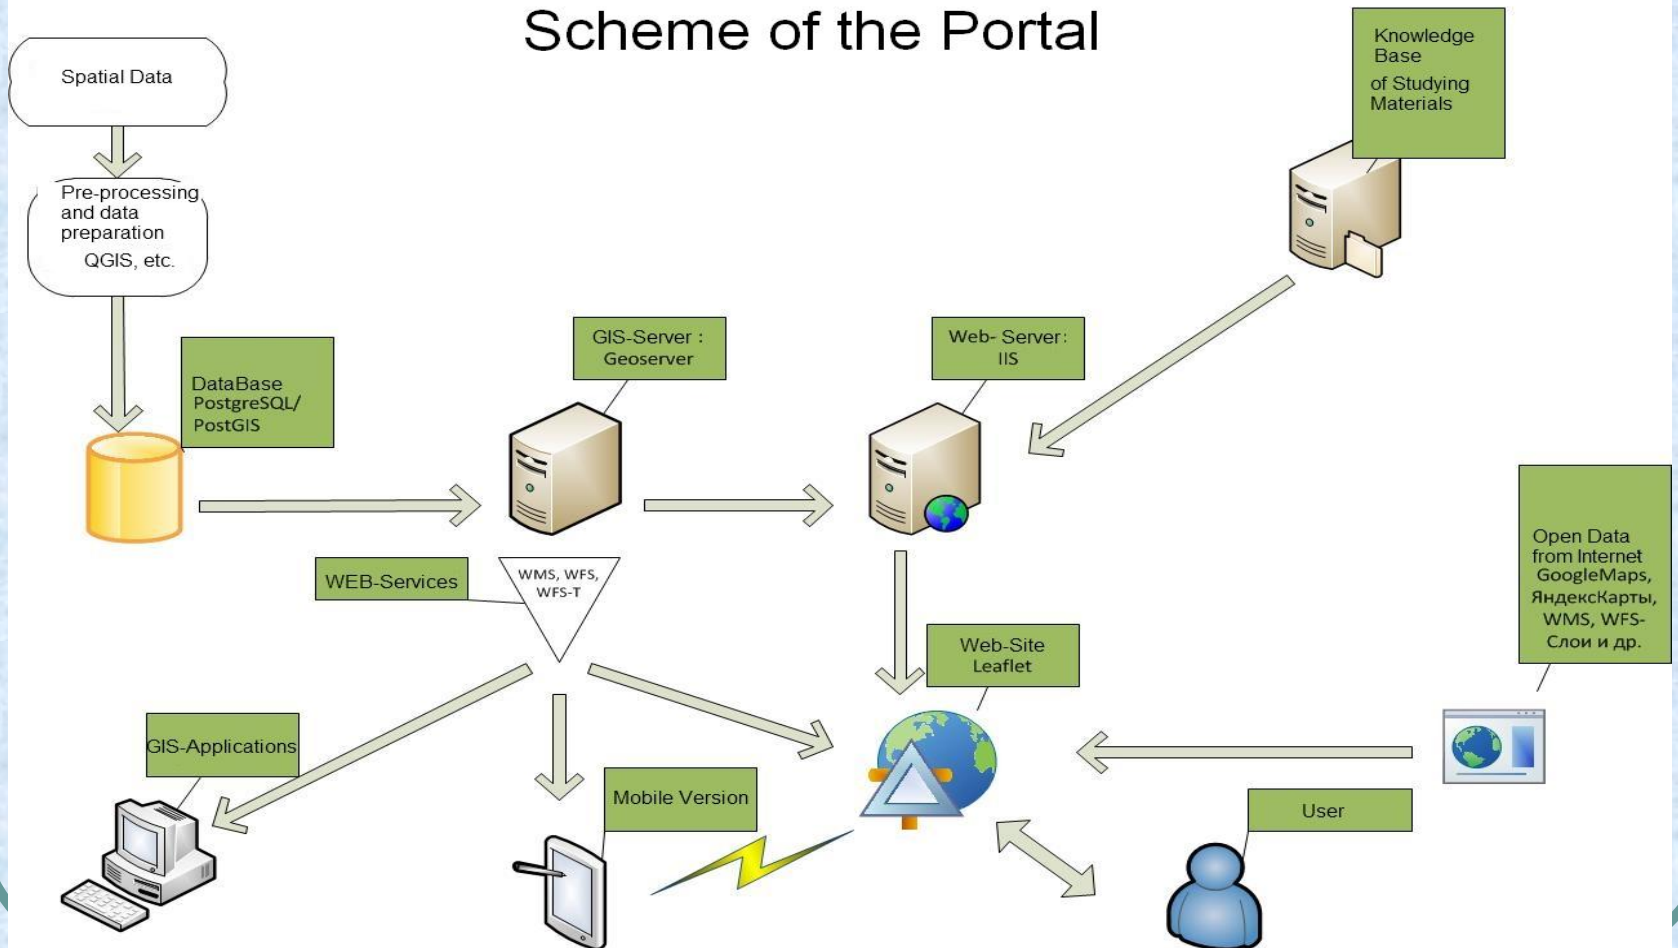 Scheme of the Portal
Spatial Data
Pre-processing
and data
preparation
QGIS, etc.
DataBase
PostgreSQL/
PostGIS
GIS-Server :
Geoserver
Web- Server:
IIS
Knowledge
Base
of Studying
Materials
WEB-Services
WMS, WFS,
WFS-T
Web-Site
Leaflet
Open Data
from Internet
GoogleMaps,
ЯндексКарты,
WMS, WFS-
Слои и др.
GIS-Applications
Mobile Version
User